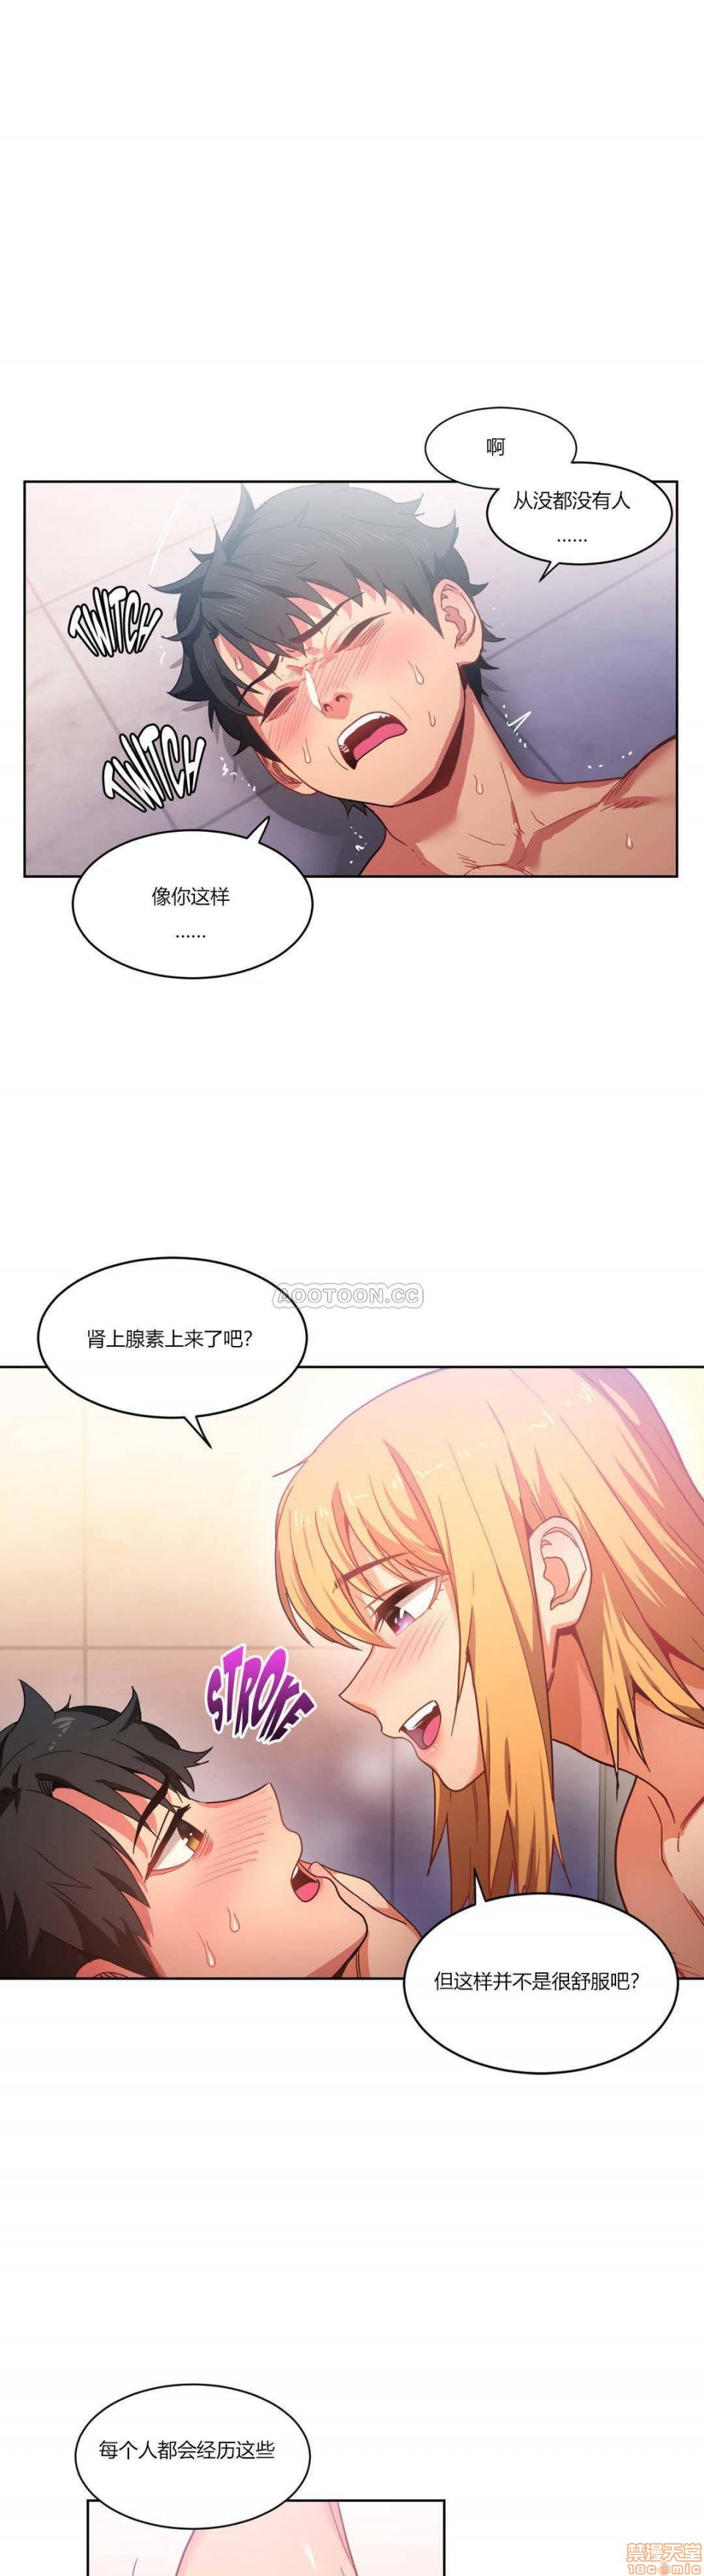 啊
从没都没有人
……
TWITCH
TWITCH
像你这样
……
AOOTOON.CC
肾上腺素上来了吧？
STROKE
但这样并不是很舒服吧？
每个人都会经历这些
禁漫天堂
18comic